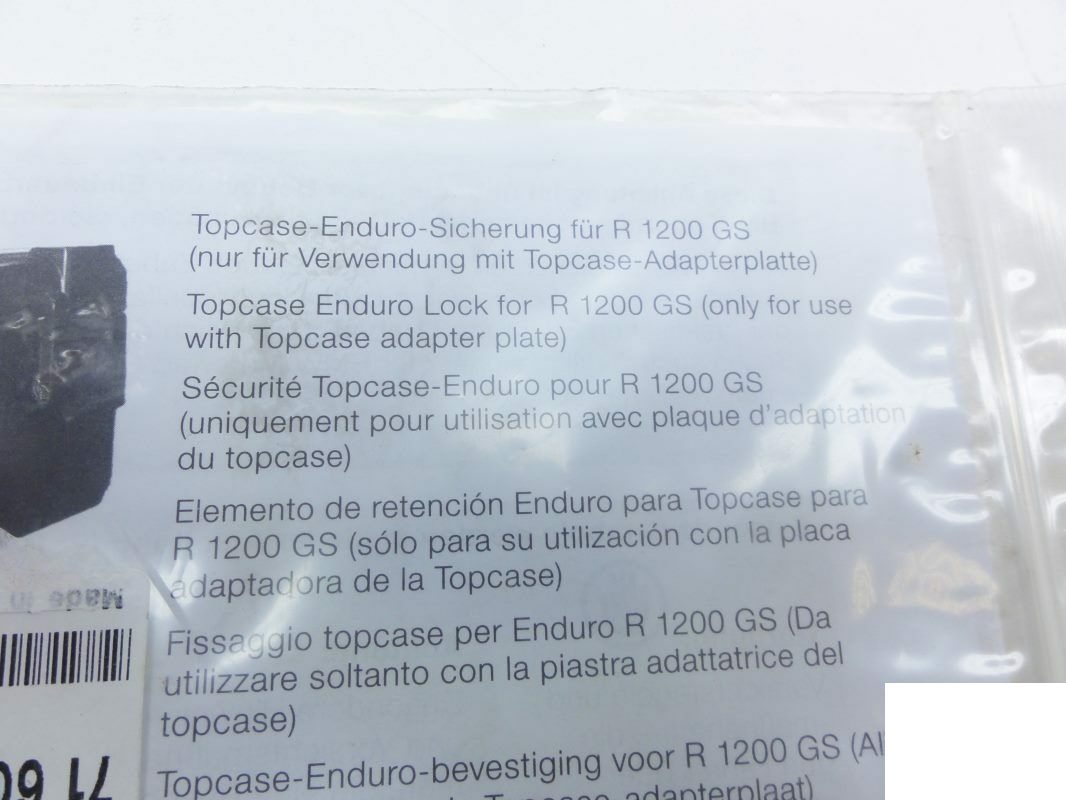 Topcase-Enduro-Sicherung für R 1200 GS
(nur für Verwendung mit Topcase-Adapterplatte)
Topcase Enduro Lock for R 1200 GS (only for use
with Topcase adapter plate)
Sécurité Topcase-Enduro pour R 1200 GS
(uniquement pour utilisation avec plaque d'adaptation
du topcase)
Elemento de retención Enduro para Topcase para
R 1200 GS (sólo para su utilización con la placa
adaptadora de la Topcase)
Fissaggio topcase per Enduro R 1200 GS (Da
utilizzare soltanto con la piastra adattatrice del
topcase)
Topcase-Enduro-bevestiging voor R 1200 GS (Al
Topcase-adapterplaat)
Made in
71 60